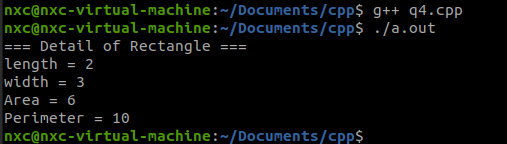 nxc@nxc-virtual-machine:~/Documents/cpp$ g++ q4.cpp
nxc@nxc-virtual-machine:~/Documents/cpp$ ./a.out
=== Detail of Rectangle ===
length = 2
width = 3
Area = 6
Perimeter = 10
nxc@nxc-virtual-machine:~/Documents/cpp$